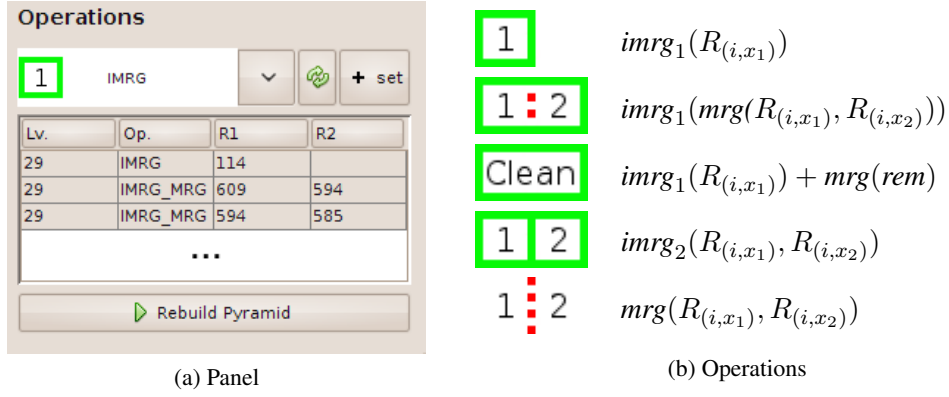 Operations
1 IMRG + set
Lv. Op. R1 R2
29 IMRG 114
29 IMRG_MRG 609 594
29 IMRG_MRG 594 585
...
Rebuild Pyramid
(a) Panel
1 imrg₁(R₍ᵢ,ₓ₁₎)
1 2 imrg₁(mrg(R₍ᵢ,ₓ₁₎, R₍ᵢ,ₓ₂₎))
Clean imrg₁(R₍ᵢ,ₓ₁₎) + mrg(rem)
1 2 imrg₂(R₍ᵢ,ₓ₁₎, R₍ᵢ,ₓ₂₎)
1 2 mrg(R₍ᵢ,ₓ₁₎, R₍ᵢ,ₓ₂₎)
(b) Operations